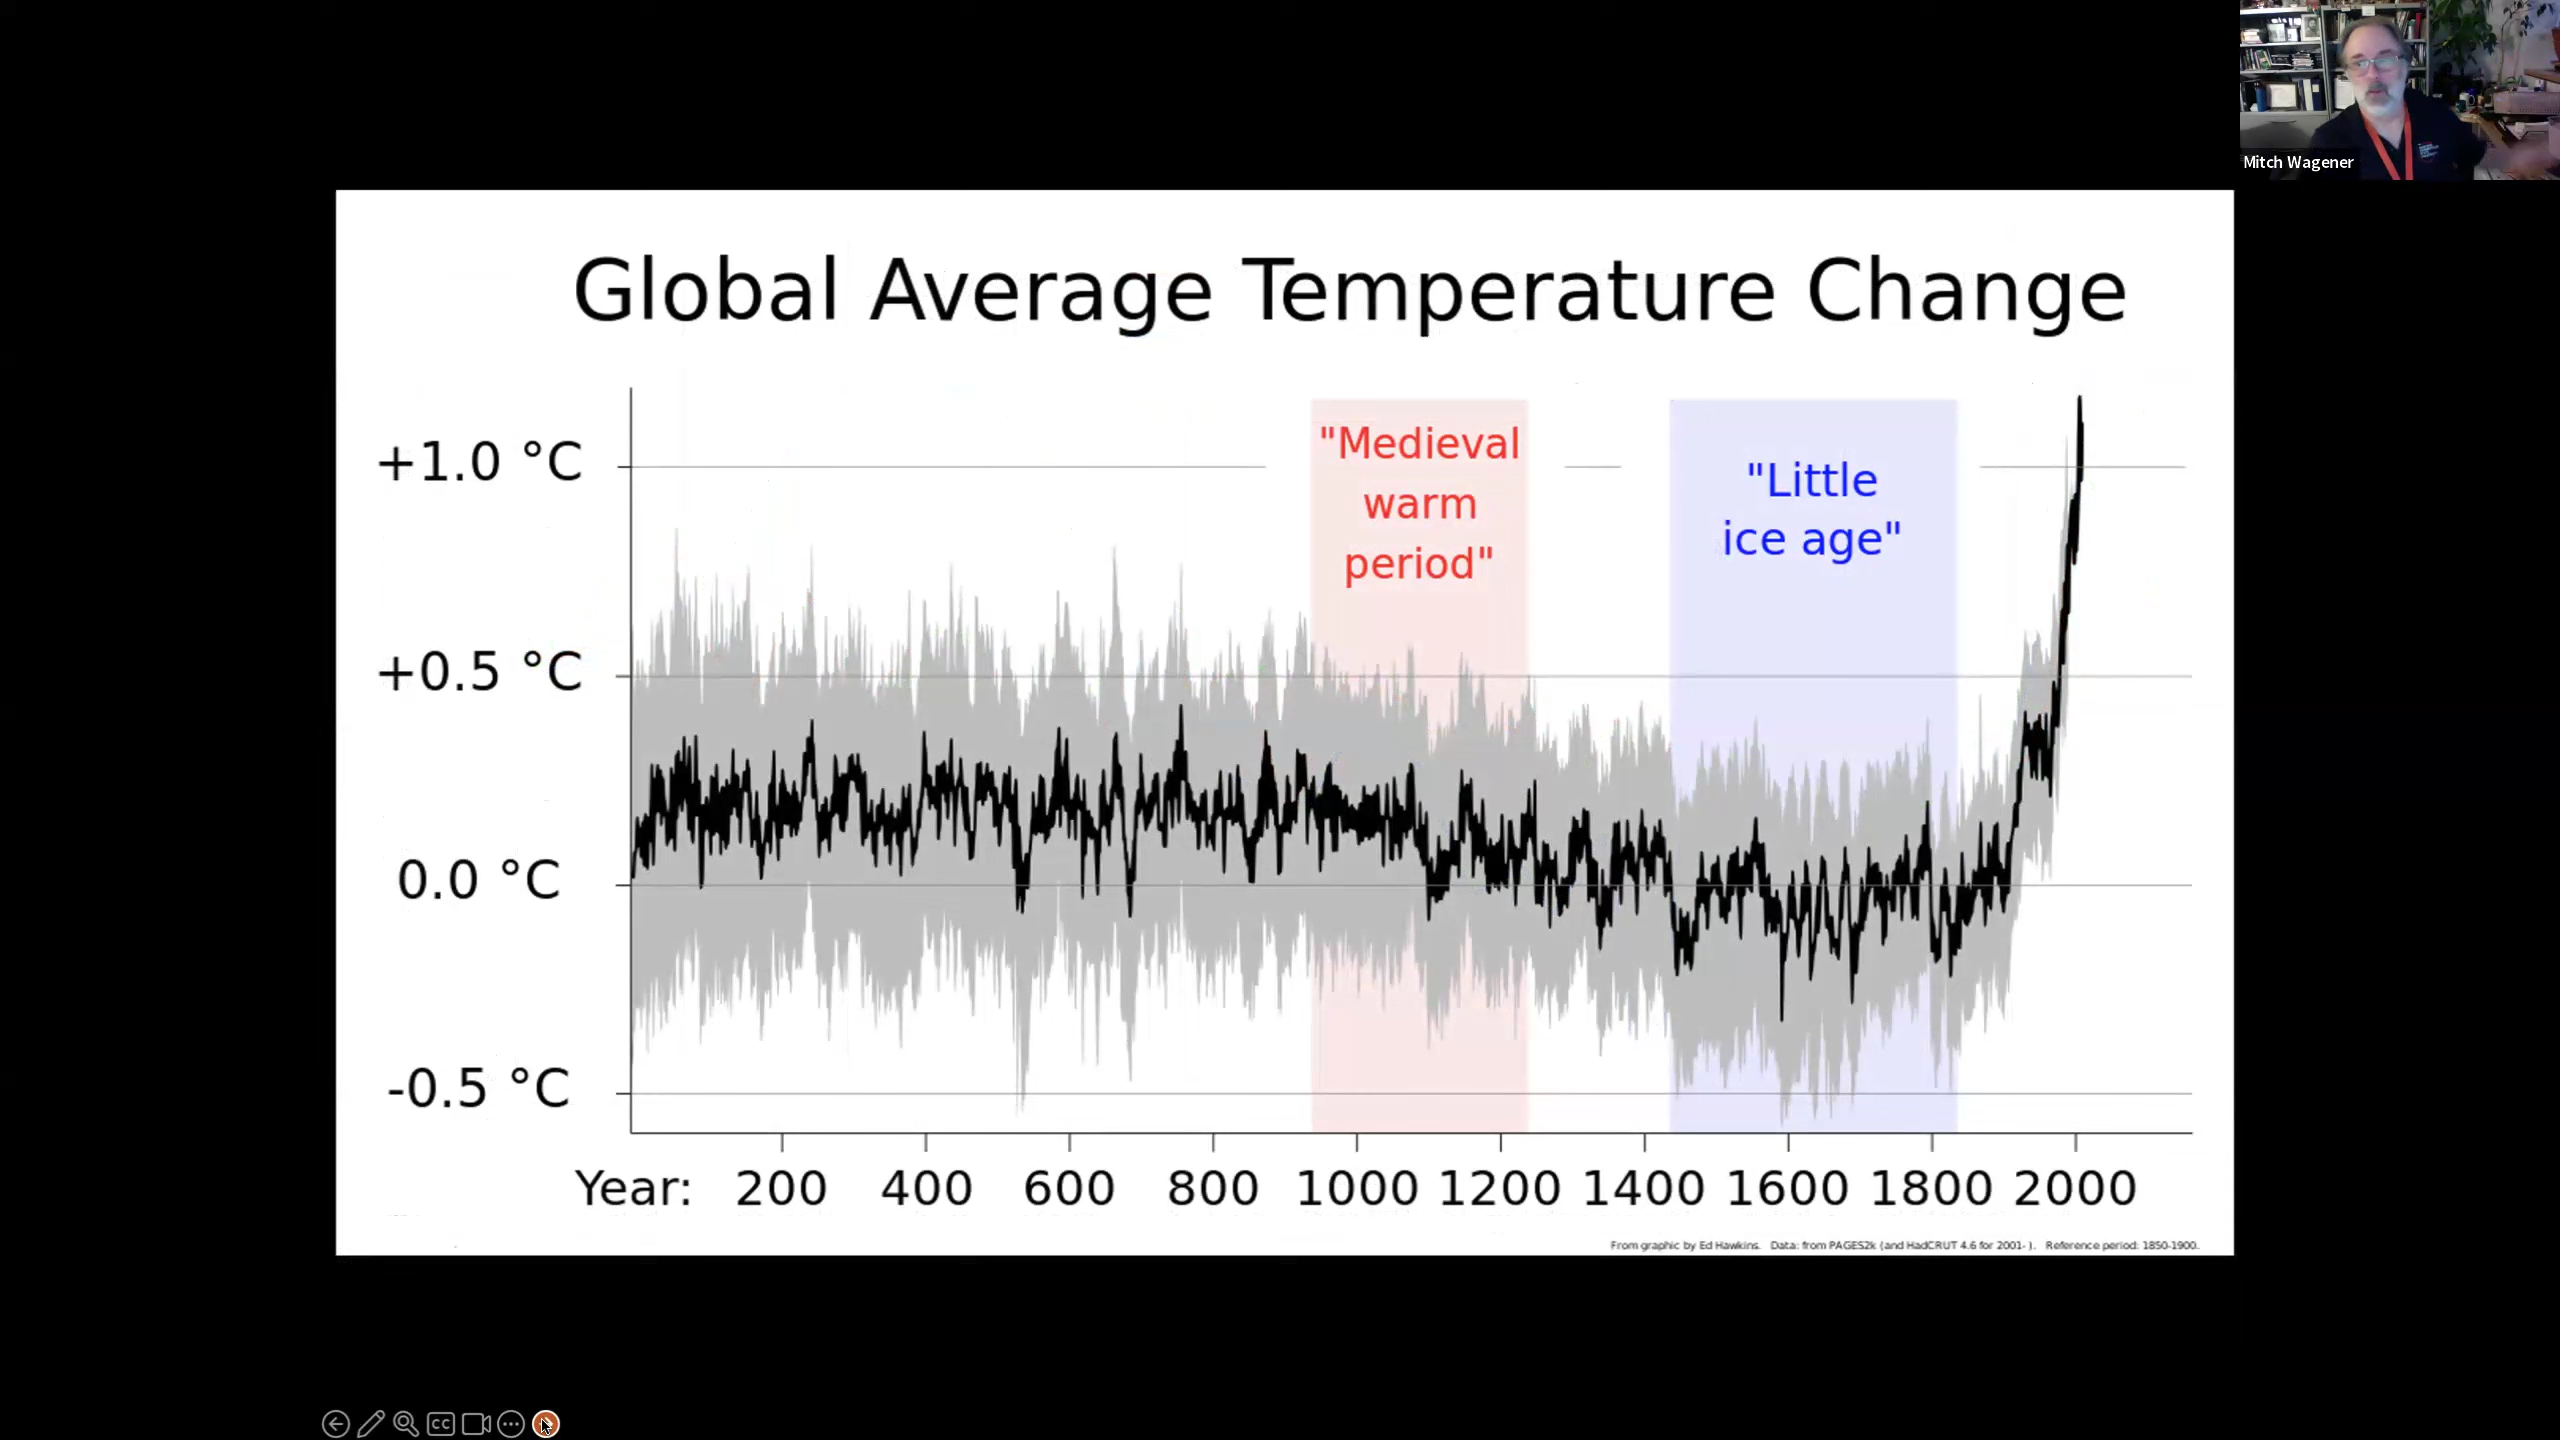 Mitch Wagener
Global Average Temperature Change
+1.0 °C
+0.5 °C
0.0 °C
-0.5 °C
"Medieval
warm
period"
"Little
ice age"
Year: 200 400 600 800 1000 1200 1400 1600 1800 2000
From graphic by Ed Hawkins. Data: from PAGES2k (and HadCRUT 4.6 for 2001- ). Reference period: 1850-1900.
CC